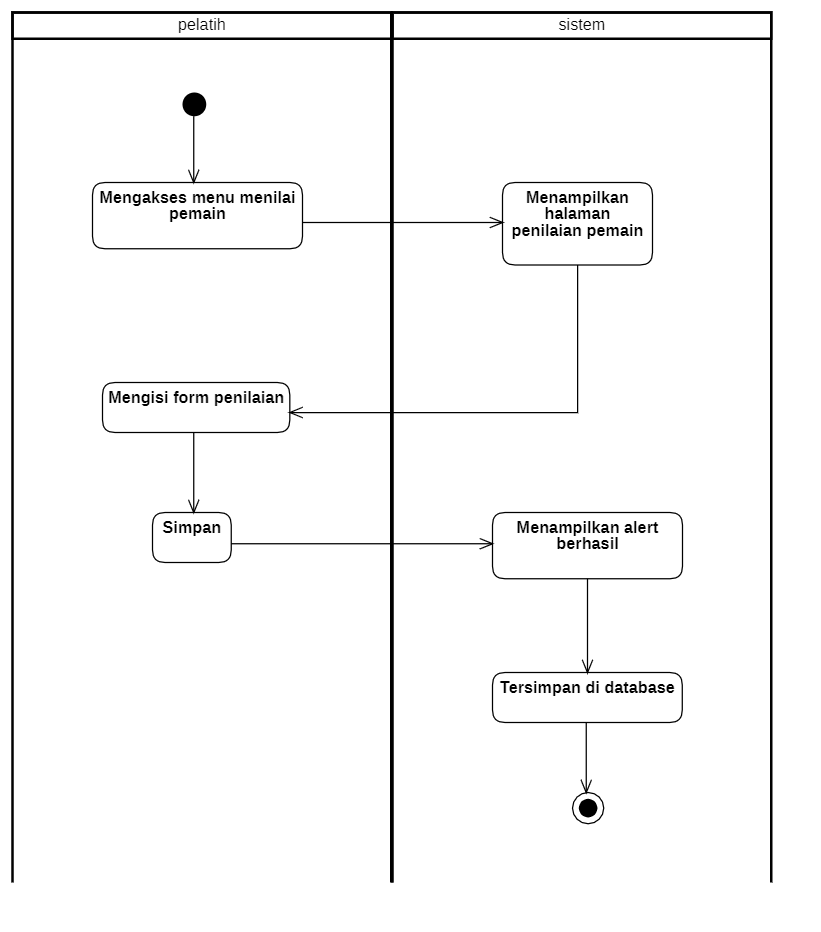 pelatih
sistem
Mengakses menu menilai
pemain
Menampilkan
halaman
penilaian pemain
Mengisi form penilaian
Simpan
Menampilkan alert
berhasil
Tersimpan di database